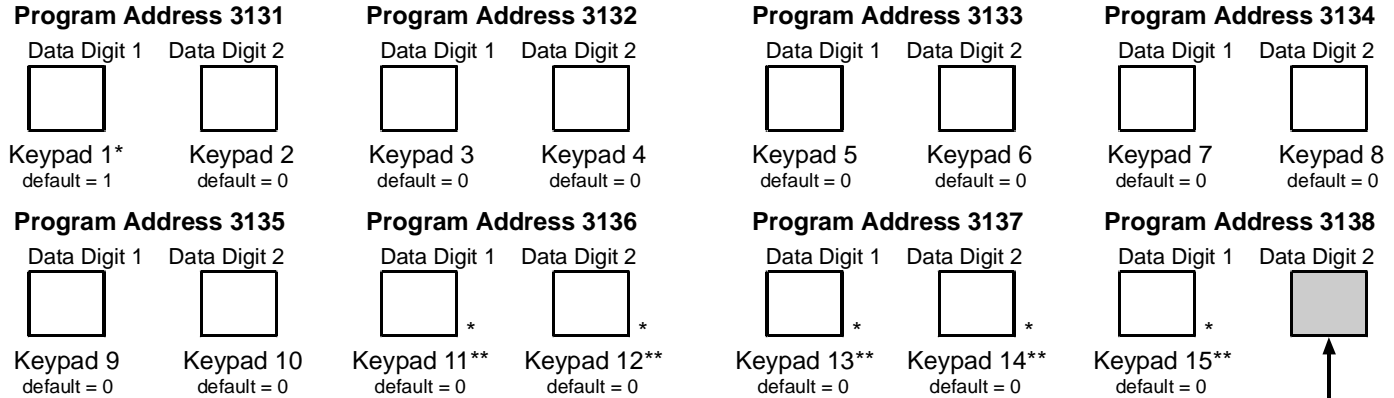 Program Address 3131 Program Address 3132 Program Address 3133 Program Address 3134
Data Digit 1 Data Digit 2 Data Digit 1 Data Digit 2 Data Digit 1 Data Digit 2 Data Digit 1 Data Digit 2
Keypad 1* Keypad 2 Keypad 3 Keypad 4 Keypad 5 Keypad 6 Keypad 7 Keypad 8
default = 1 default = 0 default = 0 default = 0 default = 0 default = 0 default = 0 default = 0
Program Address 3135 Program Address 3136 Program Address 3137 Program Address 3138
Data Digit 1 Data Digit 2 Data Digit 1 Data Digit 2 Data Digit 1 Data Digit 2 Data Digit 1 Data Digit 2
* * * * *
Keypad 9 Keypad 10 Keypad 11** Keypad 12** Keypad 13** Keypad 14** Keypad 15**
default = 0 default = 0 default = 0 default = 0 default = 0 default = 0 default = 0